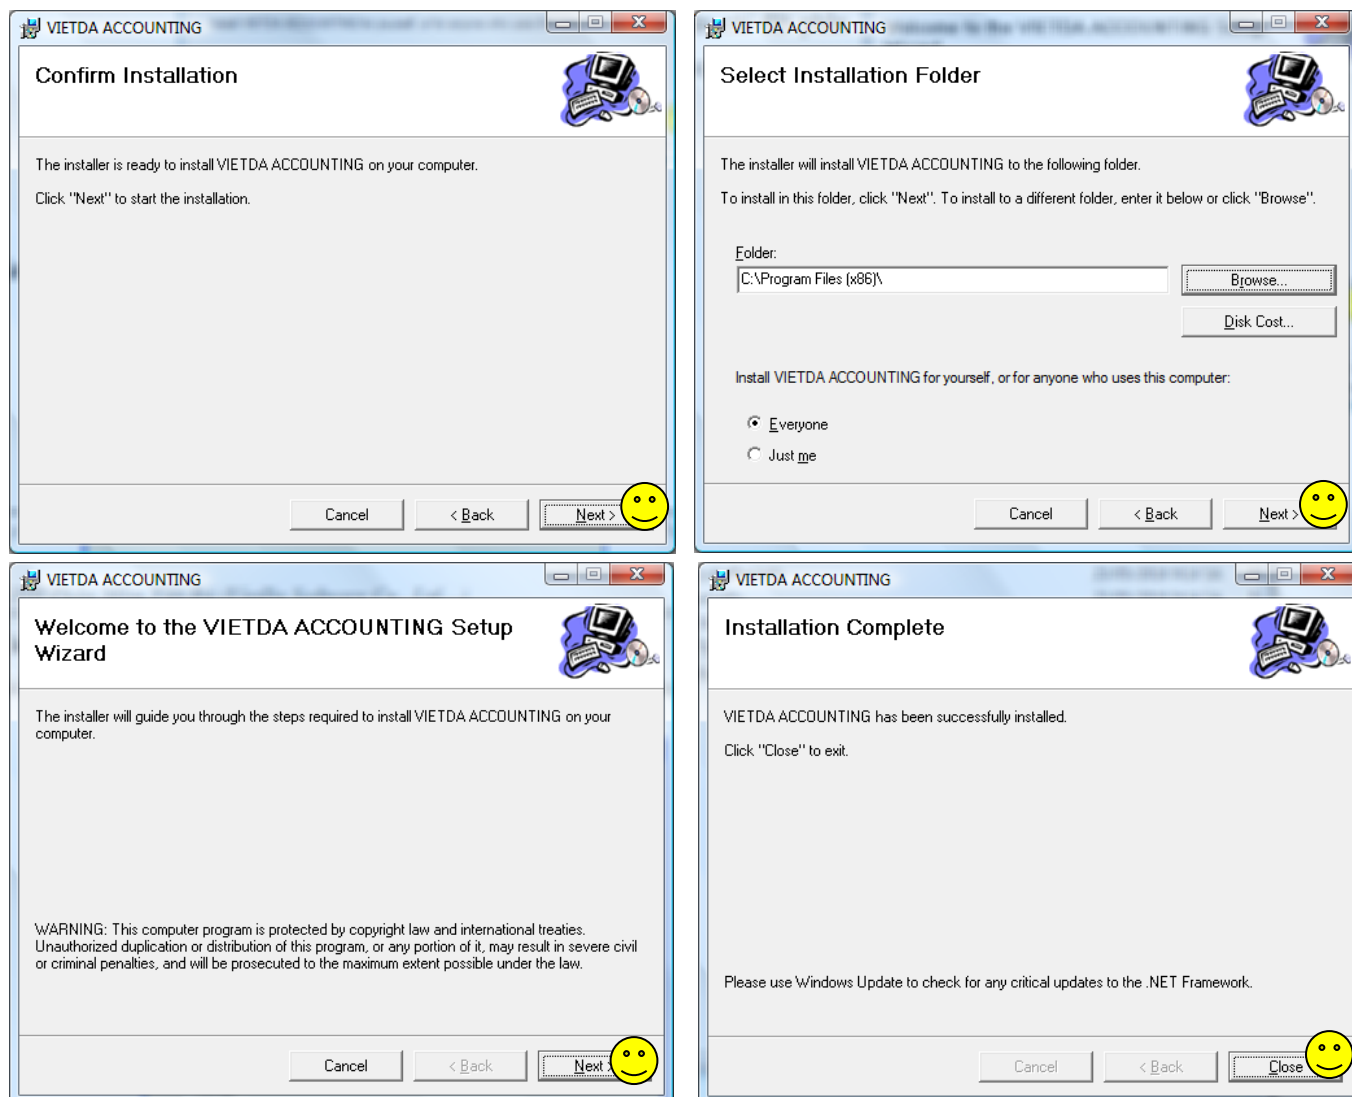 VIETDA ACCOUNTING
Confirm Installation
The installer is ready to install VIETDA ACCOUNTING on your computer.
Click "Next" to start the installation.
Cancel
< Back
Next >
VIETDA ACCOUNTING
Select Installation Folder
The installer will install VIETDA ACCOUNTING to the following folder.
To install in this folder, click "Next". To install to a different folder, enter it below or click "Browse".
Folder:
C:\Program Files (x86)\
Browse...
Disk Cost...
Install VIETDA ACCOUNTING for yourself, or for anyone who uses this computer:
Everyone
Just me
Cancel
< Back
Next >
VIETDA ACCOUNTING
Welcome to the VIETDA ACCOUNTING Setup
Wizard
The installer will guide you through the steps required to install VIETDA ACCOUNTING on your
computer.
WARNING: This computer program is protected by copyright law and international treaties.
Unauthorized duplication or distribution of this program, or any portion of it, may result in severe civil
or criminal penalties, and will be prosecuted to the maximum extent possible under the law.
Cancel
< Back
Next >
VIETDA ACCOUNTING
Installation Complete
VIETDA ACCOUNTING has been successfully installed.
Click "Close" to exit.
Please use Windows Update to check for any critical updates to the .NET Framework.
Cancel
< Back
Close